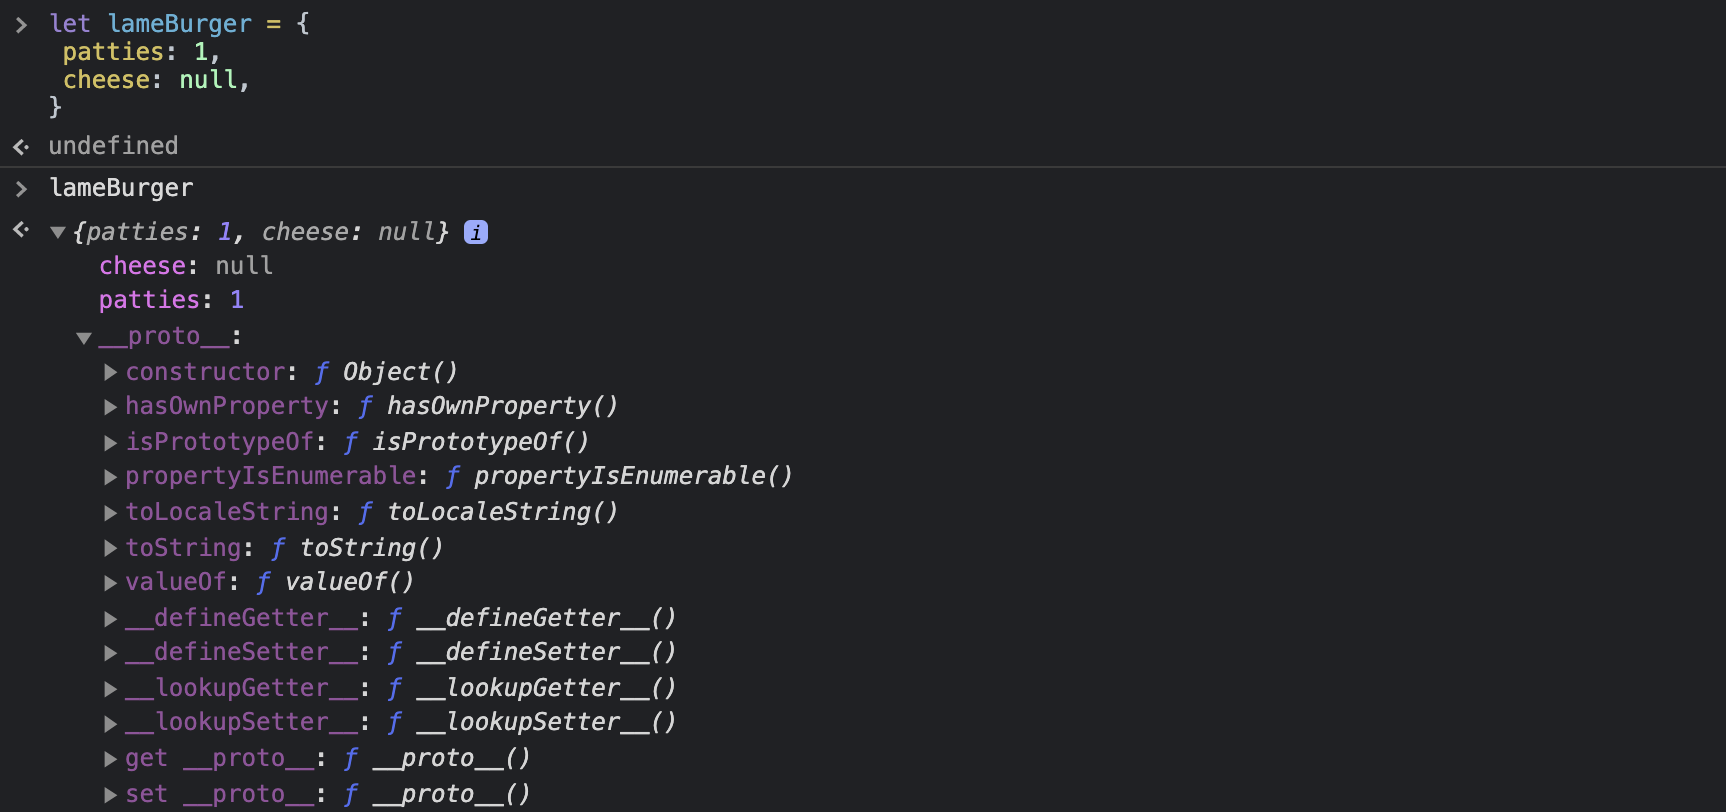 > let lameBurger = {
patties: 1,
cheese: null,
}
undefined
> lameBurger
▼{patties: 1, cheese: null} i
cheese: null
patties: 1
▼__proto__:
▶constructor: ƒ Object()
▶hasOwnProperty: ƒ hasOwnProperty()
▶isPrototypeOf: ƒ isPrototypeOf()
▶propertyIsEnumerable: ƒ propertyIsEnumerable()
▶toLocaleString: ƒ toLocaleString()
▶toString: ƒ toString()
▶valueOf: ƒ valueOf()
▶__defineGetter__: ƒ __defineGetter__()
▶__defineSetter__: ƒ __defineSetter__()
▶__lookupGetter__: ƒ __lookupGetter__()
▶__lookupSetter__: ƒ __lookupSetter__()
▶get __proto__: ƒ __proto__()
▶set __proto__: ƒ __proto__()